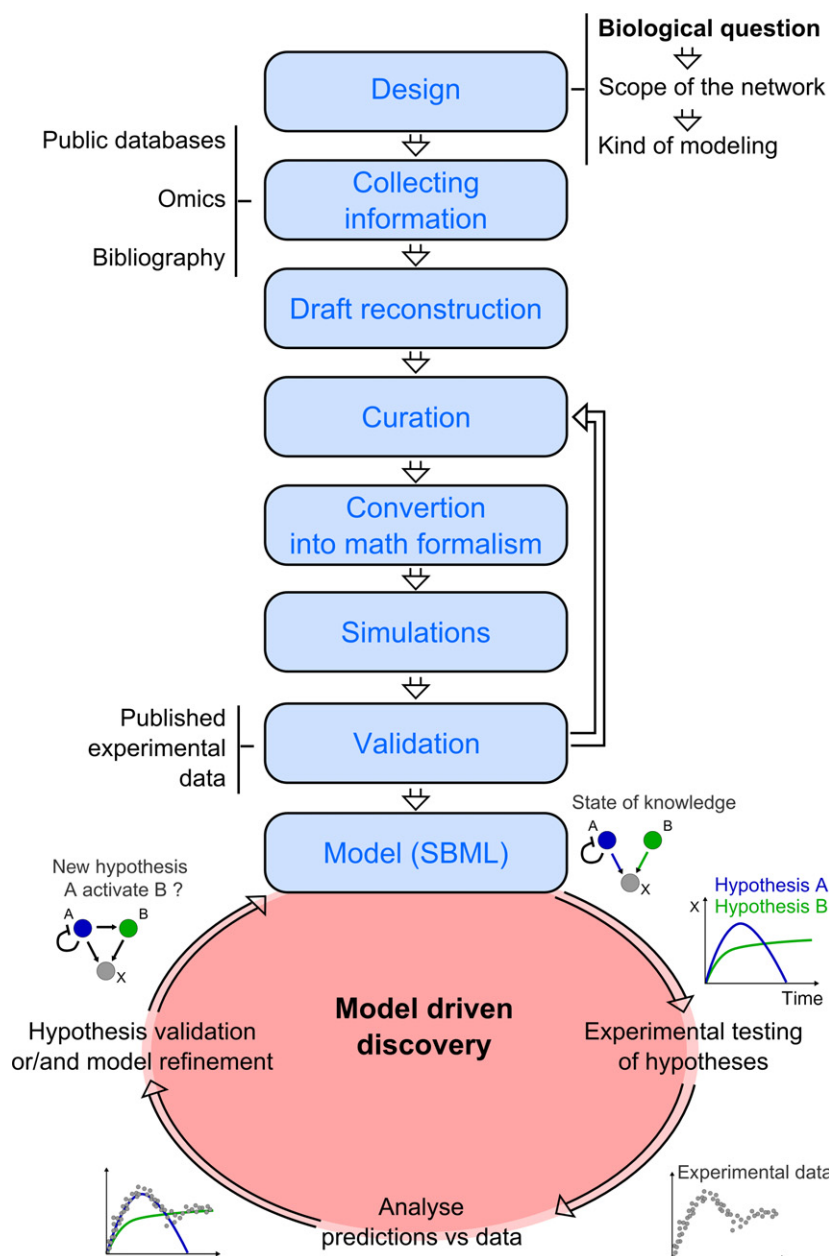 Biological question
Design
Scope of the network
Kind of modeling
Public databases
Omics
Bibliography
Collecting
information
Draft reconstruction
Curation
Convertion
into math formalism
Simulations
Published
experimental
data
Validation
Model (SBML)
State of knowledge
A
B
X
New hypothesis
A activate B ?
A
B
X
X
Hypothesis A
Hypothesis B
Time
Model driven
discovery
Hypothesis validation
or/and model refinement
Experimental testing
of hypotheses
Experimental data
Analyse
predictions vs data